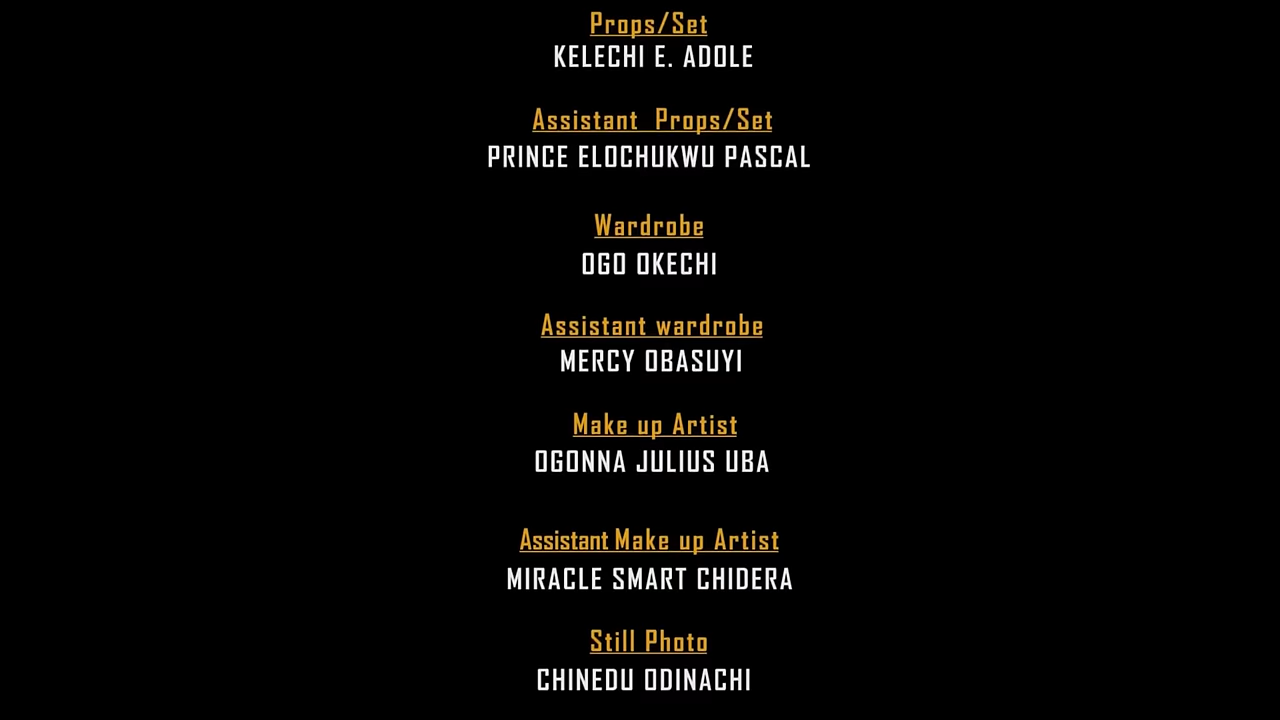 Props/Set
KELECHI E. ADOLE
Assistant Props/Set
PRINCE ELOCHUKWU PASCAL
Wardrobe
OGO OKECHI
Assistant wardrobe
MERCY OBASUYI
Make up Artist
OGONNA JULIUS UBA
Assistant Make up Artist
MIRACLE SMART CHIDERA
Still Photo
CHINEDU ODINACHI